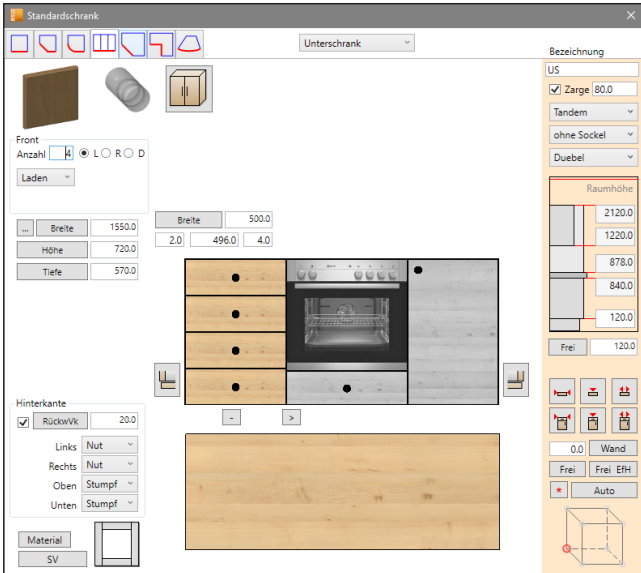 Standardschrank
Unterschrank
Bezeichnung
US
Zarge 80.0
Tandem
ohne Sockel
Duebel
Front
Anzahl 4 L R D
Laden
... Breite 1550.0
Höhe 720.0
Tiefe 570.0
Breite 500.0
2.0 496.0 4.0
Raumhöhe
2120.0
1220.0
878.0
840.0
120.0
Frei 120.0
- >
Hinterkante
RückwVk 20.0
Links Nut
Rechts Nut
Oben Stumpf
Unten Stumpf
Material
SV
0.0 Wand
Frei Frei EfH
* Auto